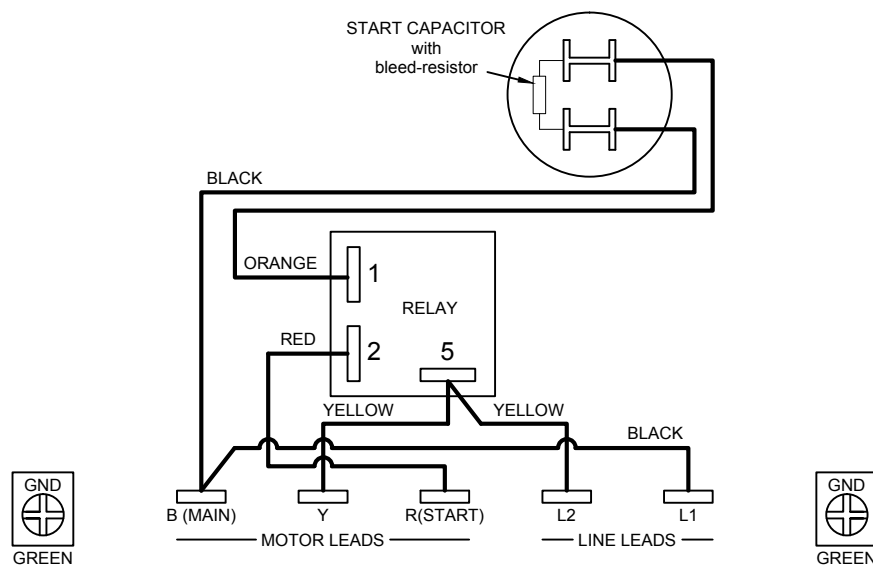 START CAPACITOR
with
bleed-resistor
BLACK
ORANGE
1
RELAY
RED
2
5
YELLOW
YELLOW
BLACK
GND
GREEN
B (MAIN)
Y
R(START)
L2
L1
MOTOR LEADS
LINE LEADS
GND
GREEN